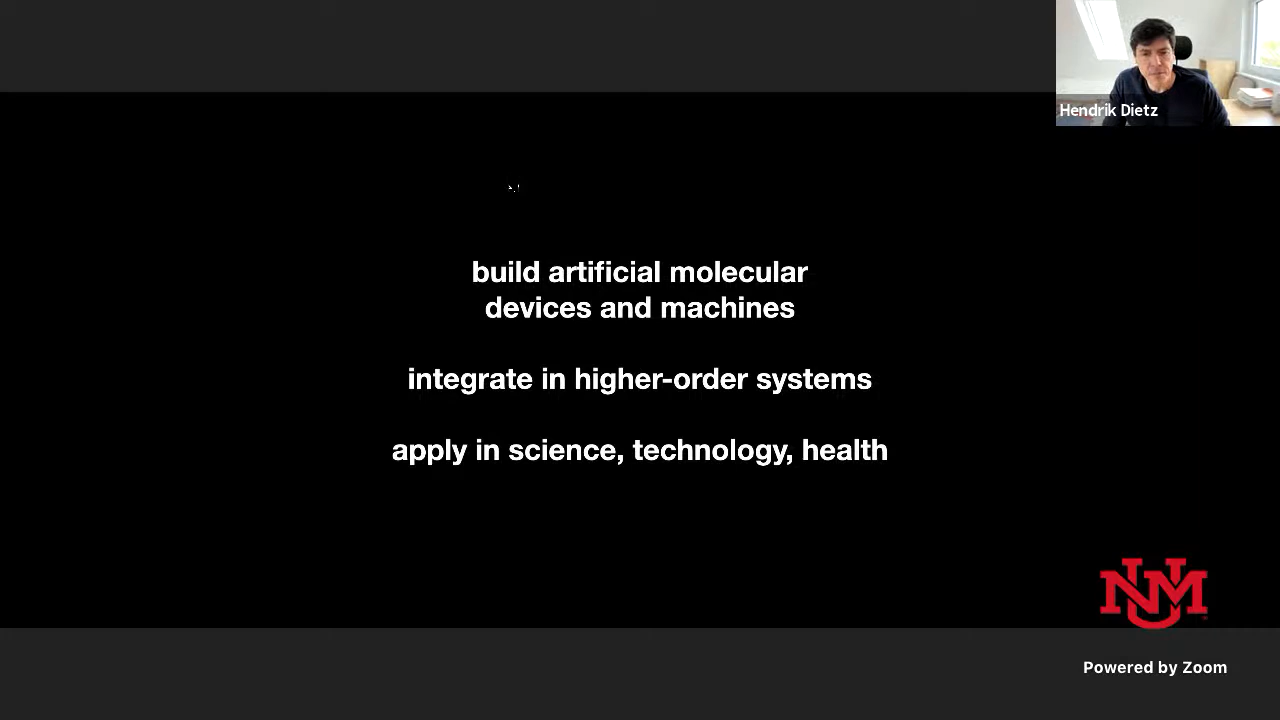 Hendrik Dietz
build artificial molecular
devices and machines
integrate in higher-order systems
apply in science, technology, health
UNM
Powered by Zoom